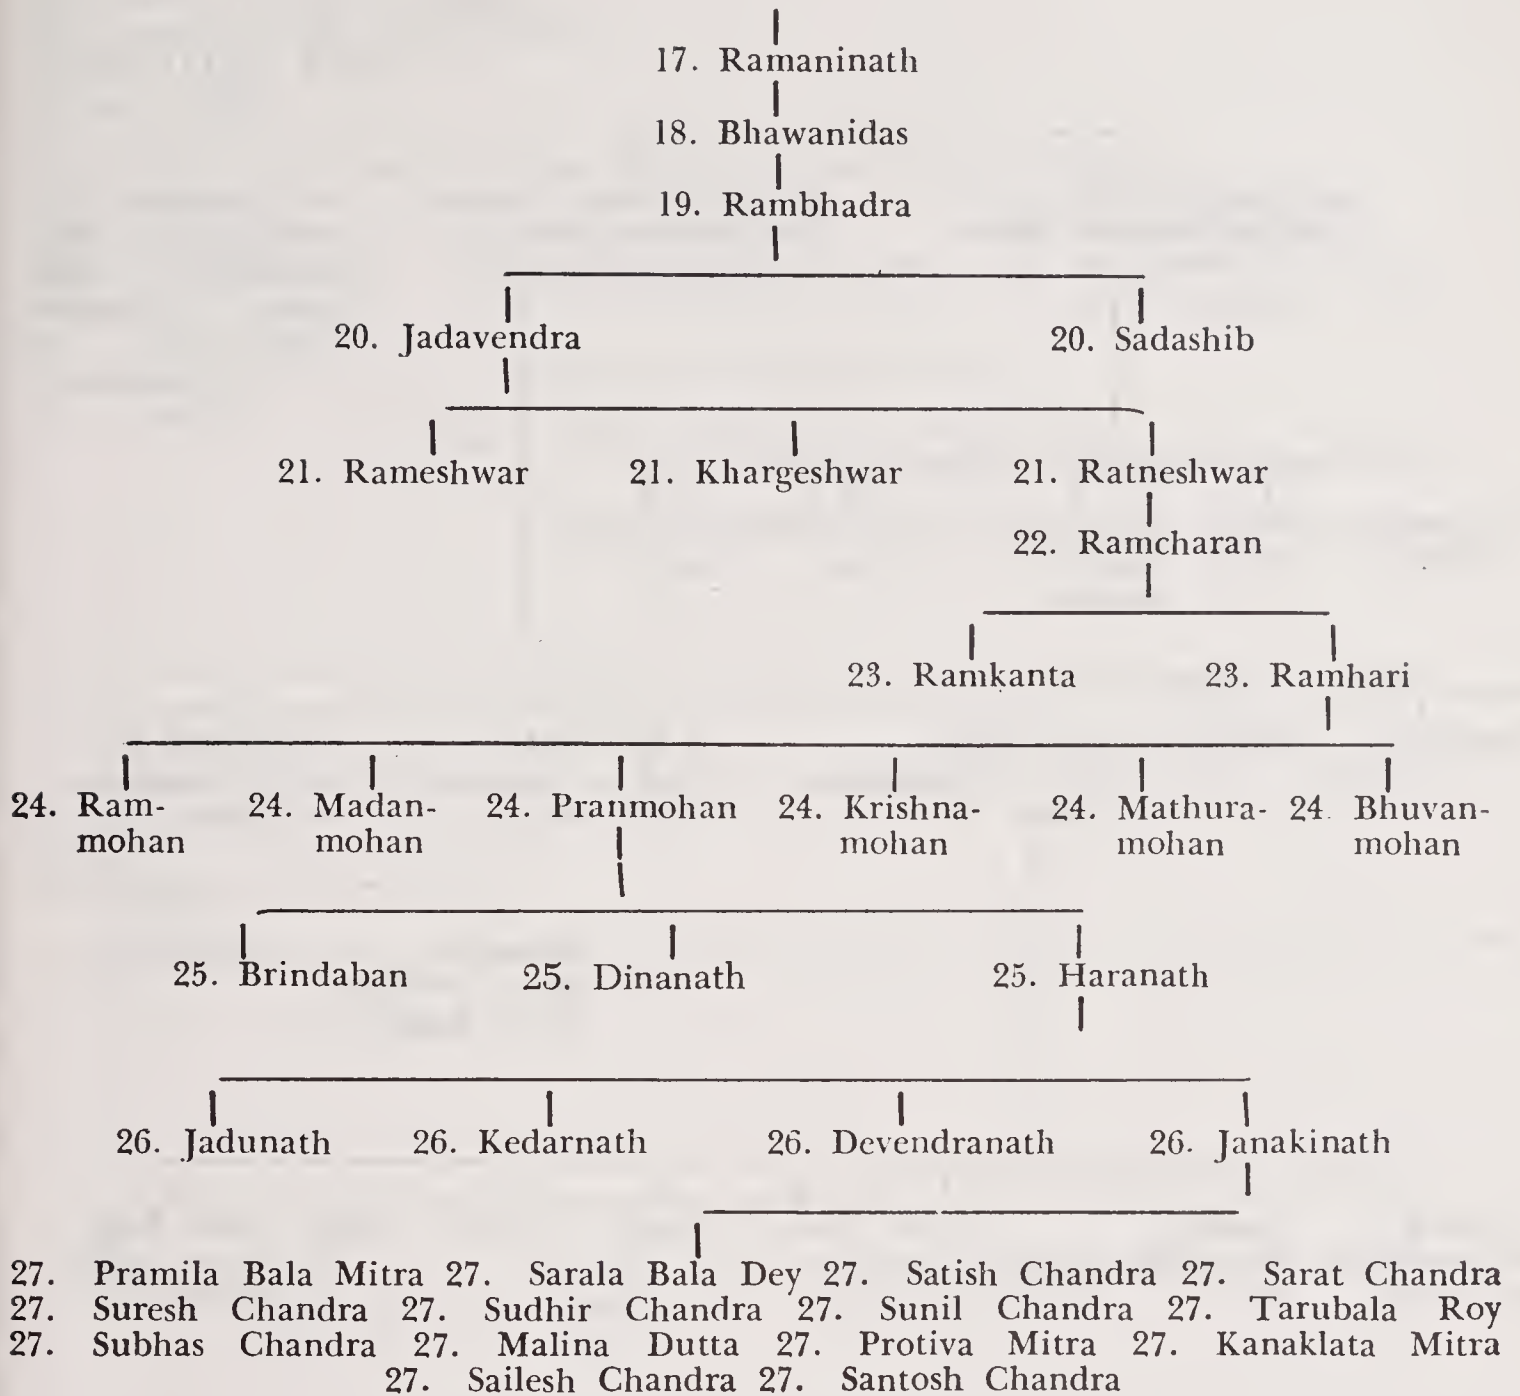 17. Ramaninath
18. Bhawanidas
19. Rambhadra
20. Jadavendra 20. Sadashib
21. Rameshwar 21. Khargeshwar 21. Ratneshwar
22. Ramcharan
23. Ramkanta 23. Ramhari
24. Ram- 24. Madan- 24. Pranmohan 24. Krishna- 24. Mathura- 24. Bhuvan-
mohan mohan mohan mohan mohan
25. Brindaban 25. Dinanath 25. Haranath
26. Jadunath 26. Kedarnath 26. Devendranath 26. Janakinath
27. Pramila Bala Mitra 27. Sarala Bala Dey 27. Satish Chandra 27. Sarat Chandra
27. Suresh Chandra 27. Sudhir Chandra 27. Sunil Chandra 27. Tarubala Roy
27. Subhas Chandra 27. Malina Dutta 27. Protiva Mitra 27. Kanaklata Mitra
27. Sailesh Chandra 27. Santosh Chandra